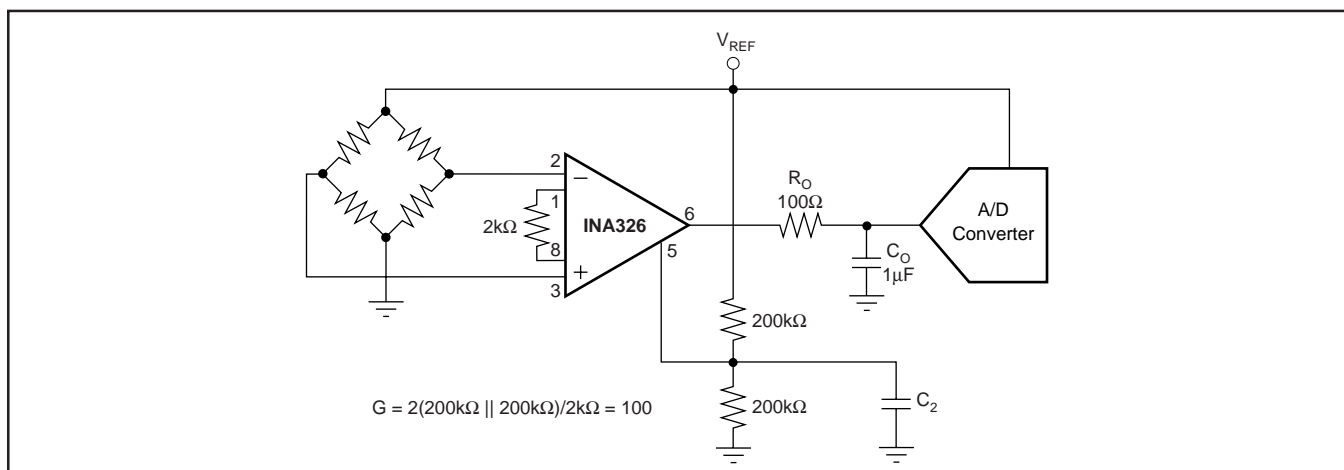 V_REF
2
−
1
2kΩ
8
+
3
INA326
6
5
R_O
100Ω
C_O
1μF
A/D
Converter
200kΩ
200kΩ
C_2
G = 2(200kΩ || 200kΩ)/2kΩ = 100